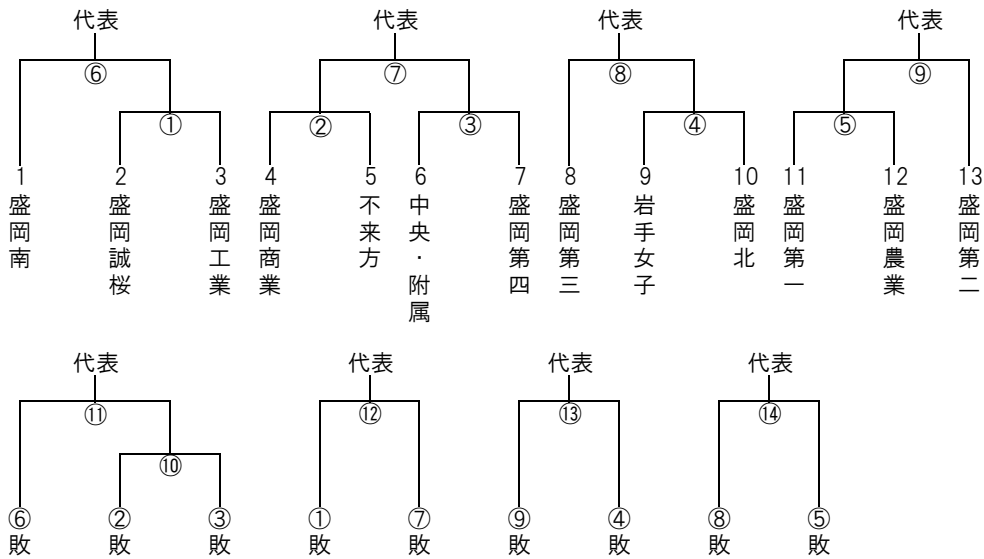 代表 代表 代表 代表
⑥ ⑦ ⑧ ⑨
① ② ③ ④ ⑤
1 2 3 4 5 6 7 8 9 10 11 12 13
盛岡南
盛岡誠桜
盛岡工業
盛岡商業
不来方
中央・附属
盛岡第四
盛岡第三
岩手女子
盛岡北
盛岡第一
盛岡農業
盛岡第二
代表 代表 代表 代表
⑪ ⑫ ⑬ ⑭
⑩
⑥敗
②敗
③敗
①敗
⑦敗
⑨敗
④敗
⑧敗
⑤敗